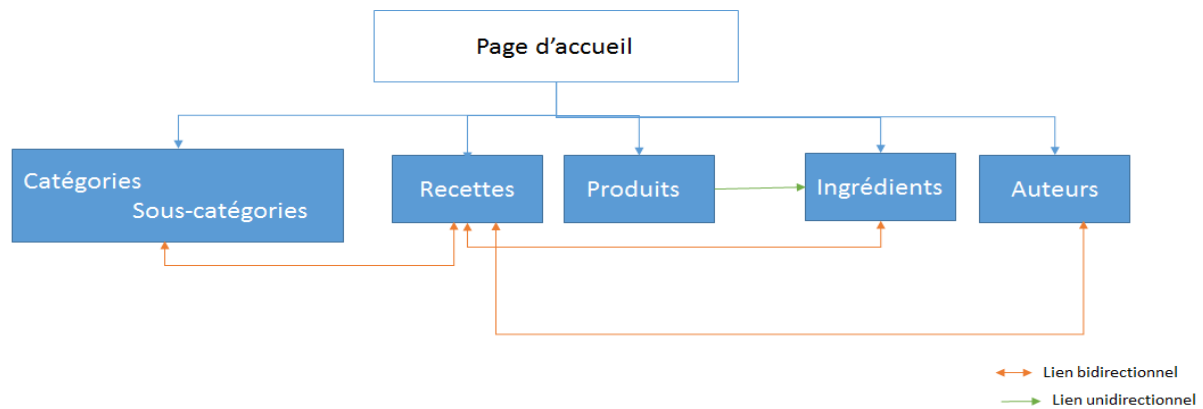 Page d’accueil
Catégories
Sous-catégories
Recettes
Produits
Ingrédients
Auteurs
Lien bidirectionnel
Lien unidirectionnel